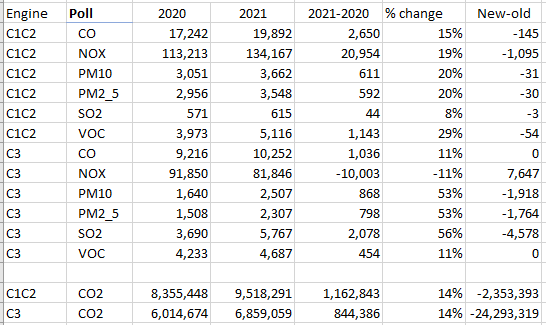 Engine Poll 2020 2021 2021-2020 % change New-old
C1C2 CO 17,242 19,892 2,650 15% -145
C1C2 NOX 113,213 134,167 20,954 19% -1,095
C1C2 PM10 3,051 3,662 611 20% -31
C1C2 PM2_5 2,956 3,548 592 20% -30
C1C2 SO2 571 615 44 8% -3
C1C2 VOC 3,973 5,116 1,143 29% -54
C3 CO 9,216 10,252 1,036 11% 0
C3 NOX 91,850 81,846 -10,003 -11% 7,647
C3 PM10 1,640 2,507 868 53% -1,918
C3 PM2_5 1,508 2,307 798 53% -1,764
C3 SO2 3,690 5,767 2,078 56% -4,578
C3 VOC 4,233 4,687 454 11% 0
C1C2 CO2 8,355,448 9,518,291 1,162,843 14% -2,353,393
C3 CO2 6,014,674 6,859,059 844,386 14% -24,293,319